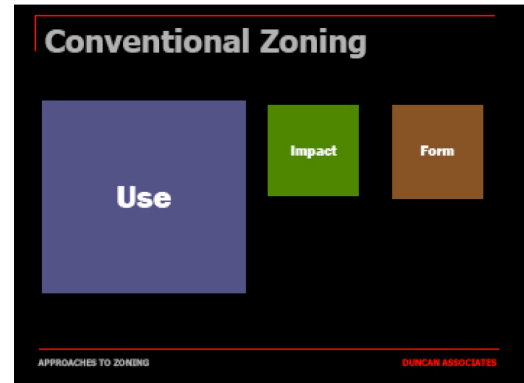 Conventional Zoning
Use
Impact
Form
APPROACHES TO ZONING
DUNCAN ASSOCIATES